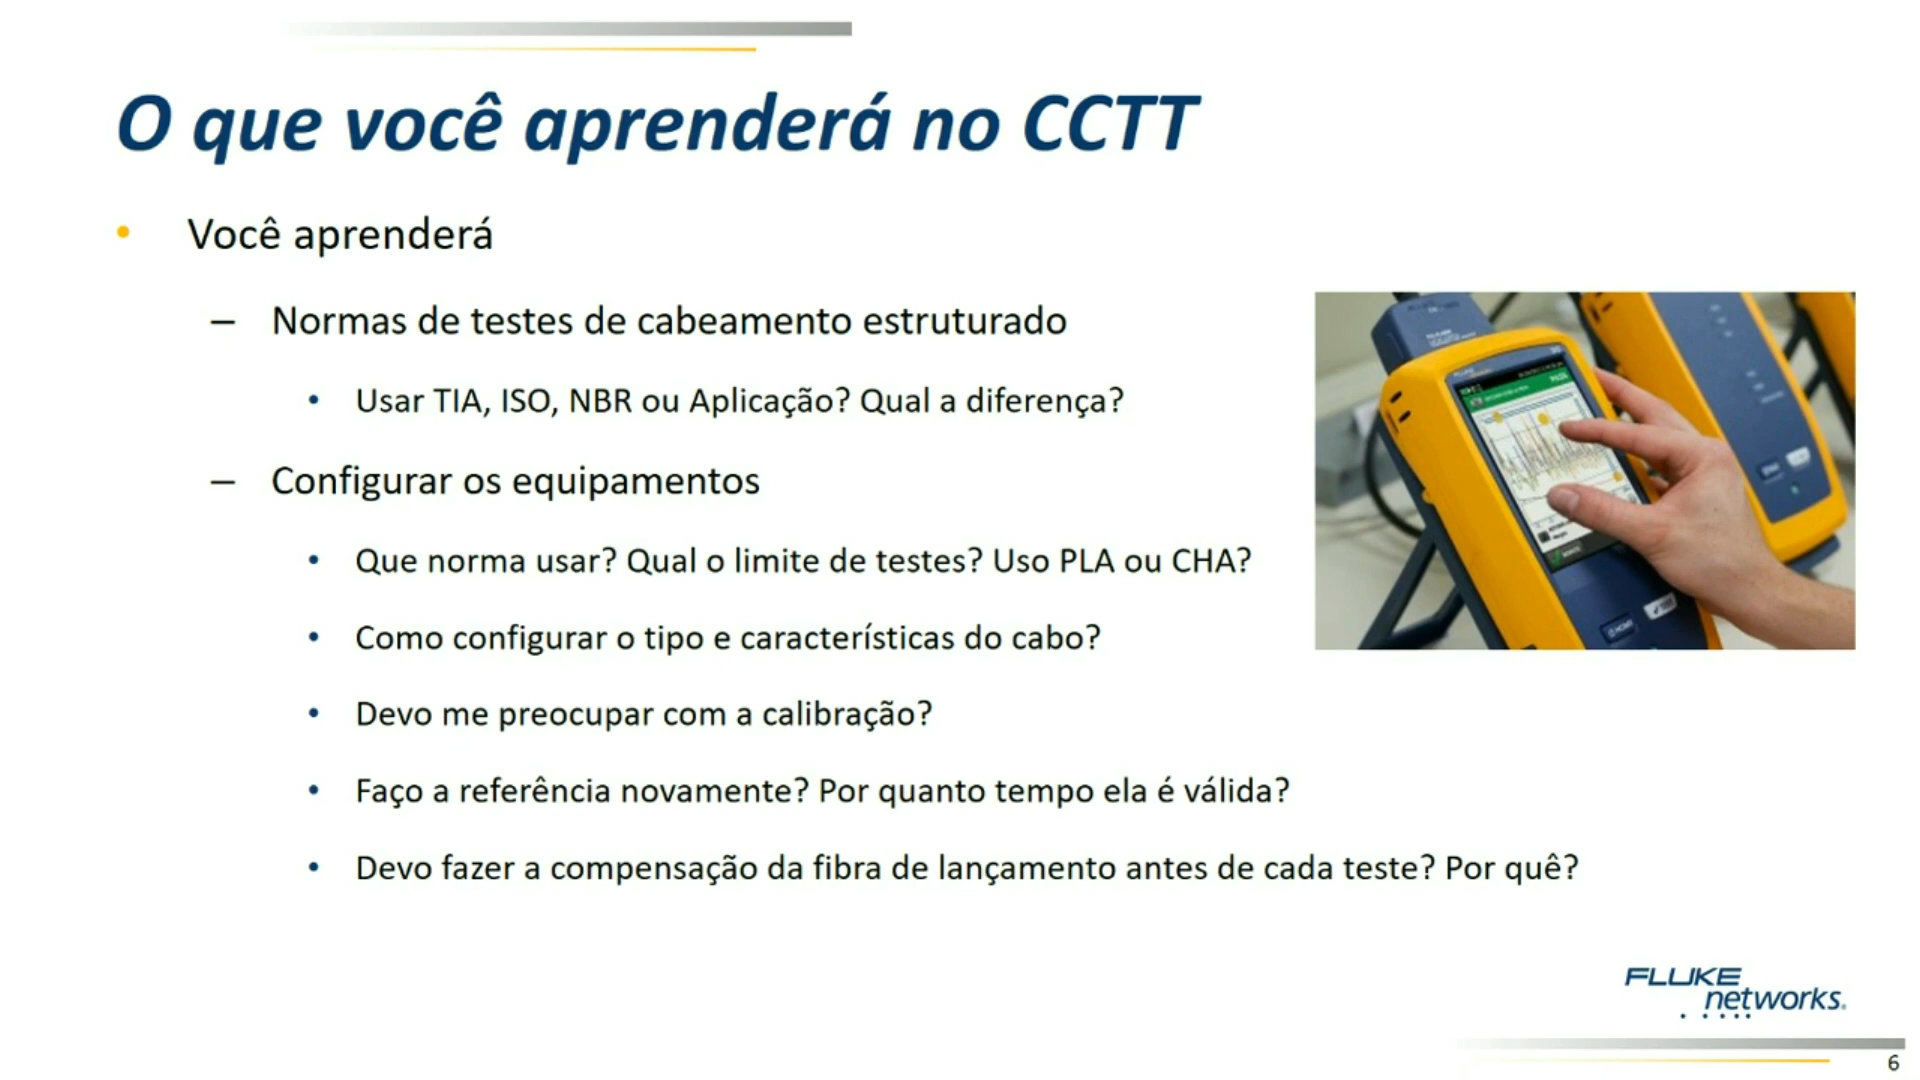 O que você aprenderá no CCTT
• Você aprenderá
– Normas de testes de cabeamento estruturado
• Usar TIA, ISO, NBR ou Aplicação? Qual a diferença?
– Configurar os equipamentos
• Que norma usar? Qual o limite de testes? Uso PLA ou CHA?
• Como configurar o tipo e características do cabo?
• Devo me preocupar com a calibração?
• Faço a referência novamente? Por quanto tempo ela é válida?
• Devo fazer a compensação da fibra de lançamento antes de cada teste? Por quê?
FLUKE
networks.
6